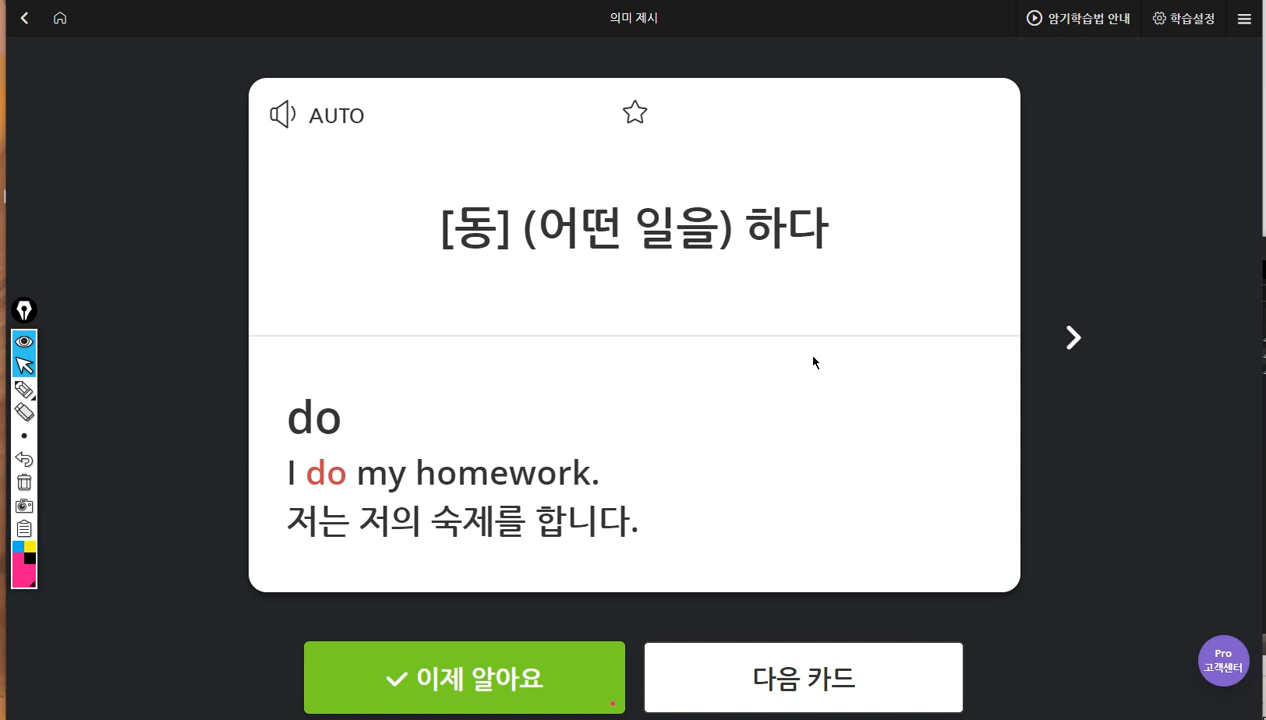 의미 제시
암기학습법 안내
학습설정
AUTO
[동] (어떤 일을) 하다
do
I do my homework.
저는 저의 숙제를 합니다.
이제 알아요
다음 카드
Pro
고객센터